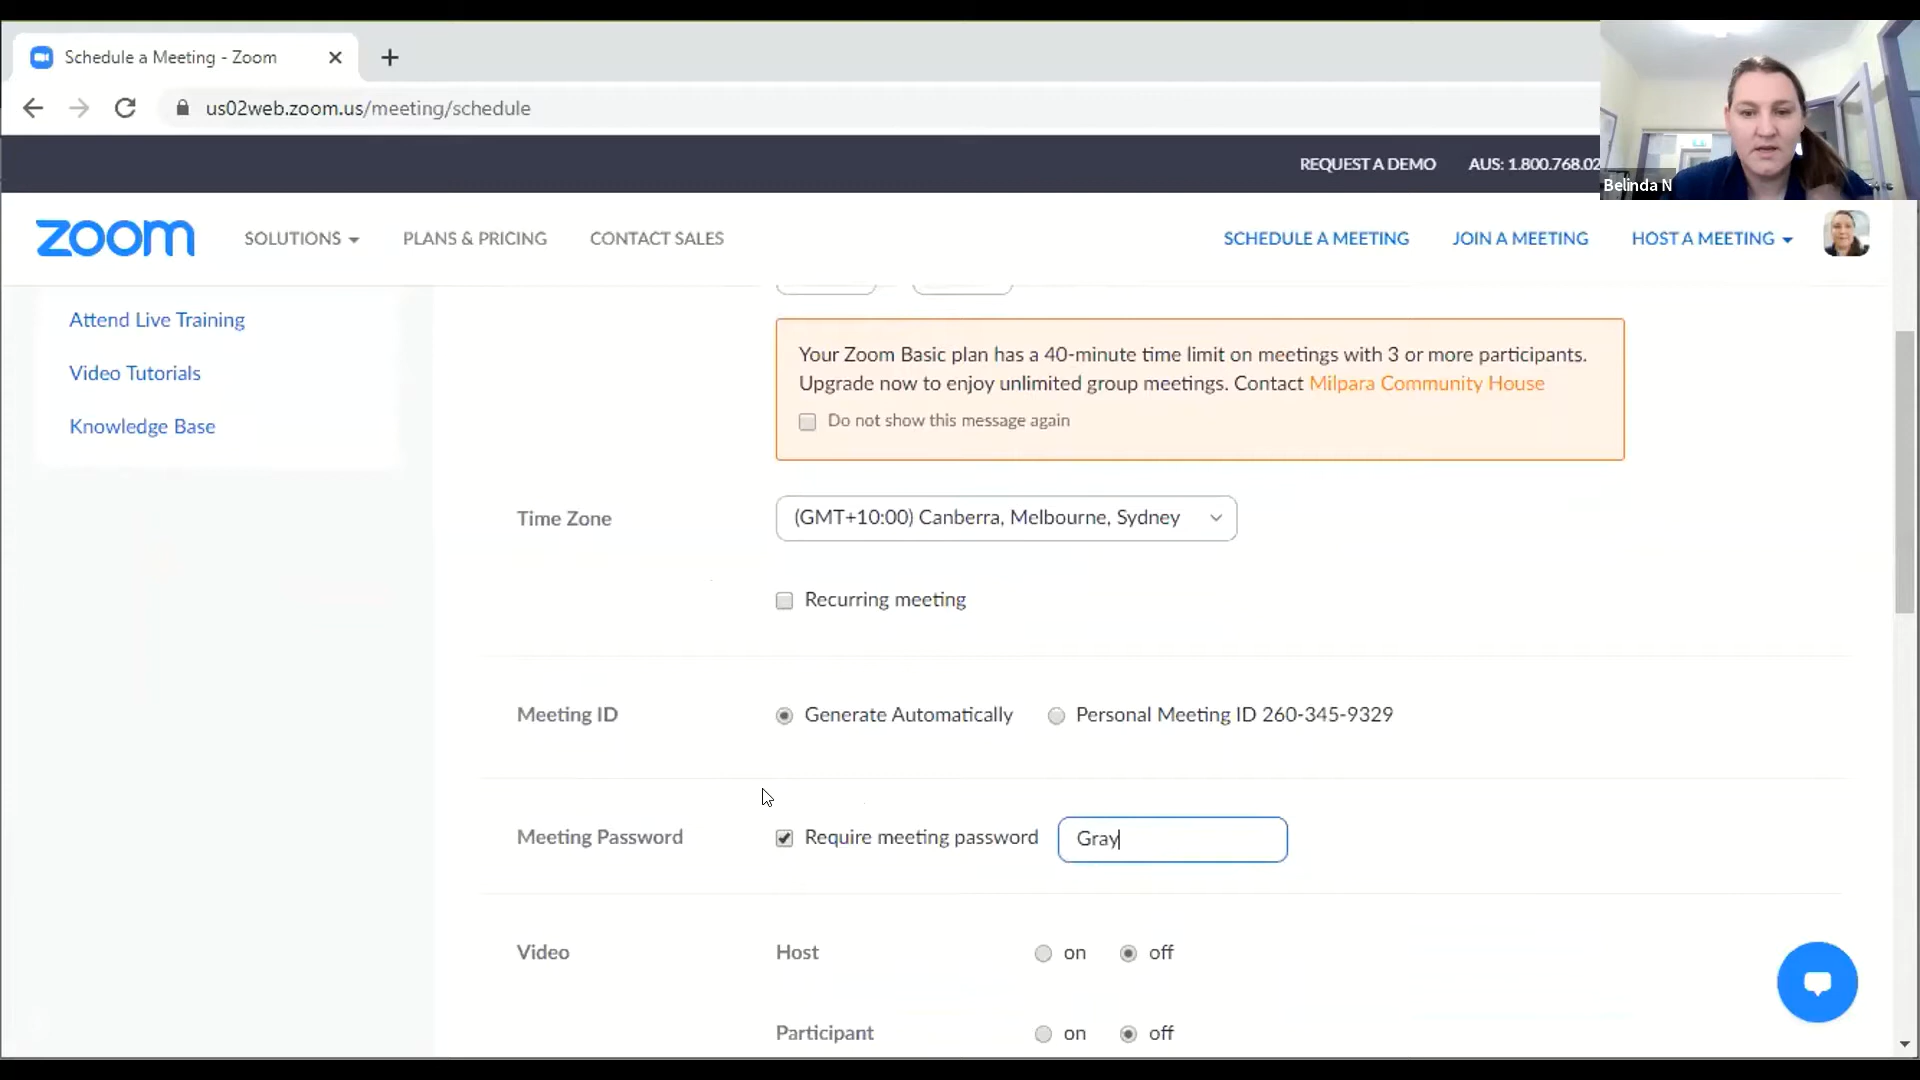 Schedule a Meeting - Zoom
us02web.zoom.us/meeting/schedule
REQUEST A DEMO AUS: 1.800.768.02
Belinda N
zoom SOLUTIONS PLANS & PRICING CONTACT SALES SCHEDULE A MEETING JOIN A MEETING HOST A MEETING
Attend Live Training
Video Tutorials
Knowledge Base
Your Zoom Basic plan has a 40-minute time limit on meetings with 3 or more participants.
Upgrade now to enjoy unlimited group meetings. Contact Milpara Community House
Do not show this message again
Time Zone (GMT+10:00) Canberra, Melbourne, Sydney
Recurring meeting
Meeting ID Generate Automatically Personal Meeting ID 260-345-9329
Meeting Password Require meeting password Gray
Video Host on off
Participant on off